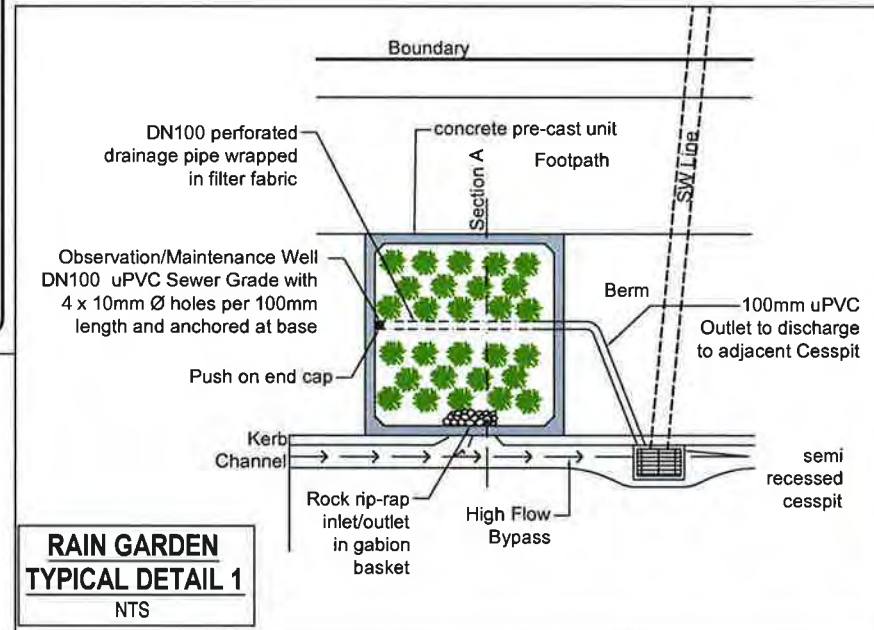 Boundary
DN100 perforated
drainage pipe wrapped
in filter fabric
concrete pre-cast unit
Section A
Footpath
SW Line
Observation/Maintenance Well
DN100 uPVC Sewer Grade with
4 x 10mm Ø holes per 100mm
length and anchored at base
Berm
100mm uPVC
Outlet to discharge
to adjacent Cesspit
Push on end cap
Kerb
Channel
Rock rip-rap
inlet/outlet
in gabion
basket
High Flow
Bypass
semi
recessed
cesspit
RAIN GARDEN
TYPICAL DETAIL 1
NTS